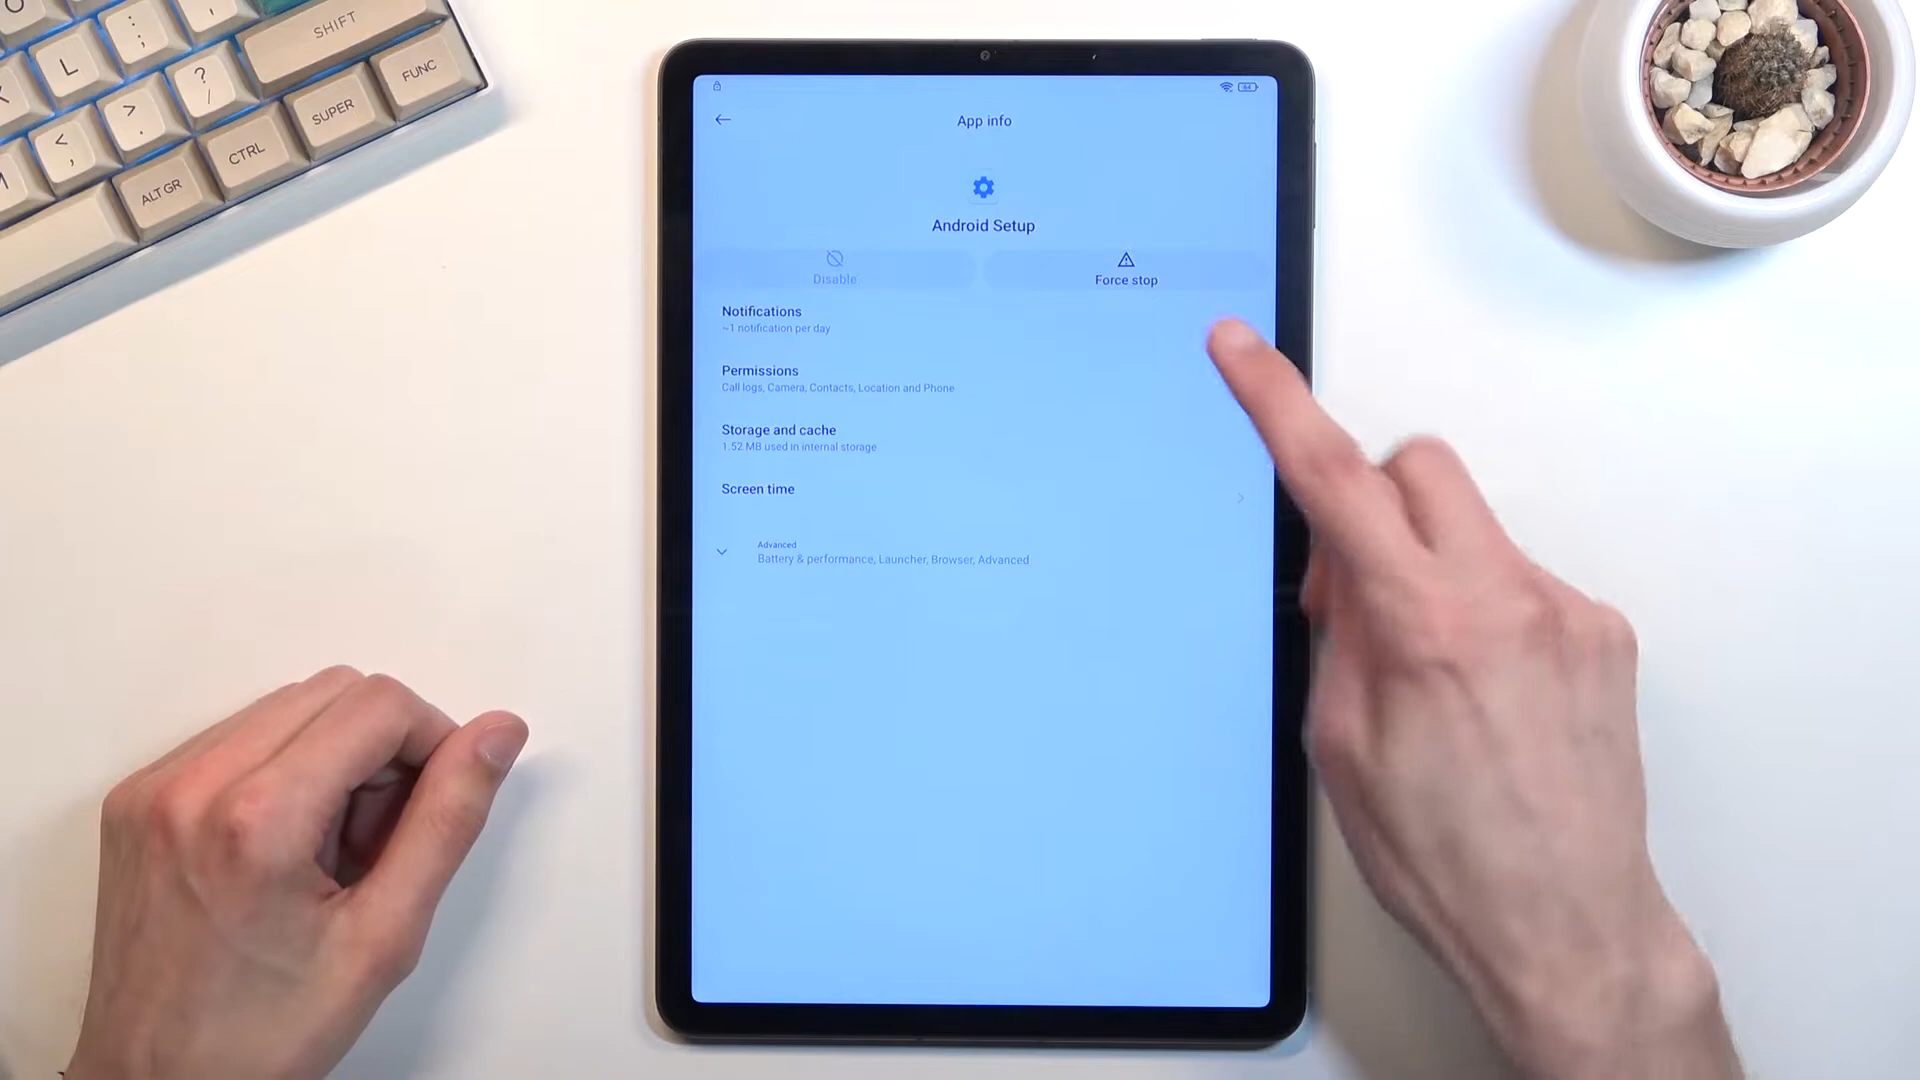 SHIFT
L
: ;
? /
FUNC
> .
SUPER
< ,
CTRL
ALT GR
64
App info
Android Setup
Disable
Force stop
Notifications
~1 notification per day
Permissions
Call logs, Camera, Contacts, Location and Phone
Storage and cache
1.52 MB used in internal storage
Screen time
Advanced
Battery & performance, Launcher, Browser, Advanced